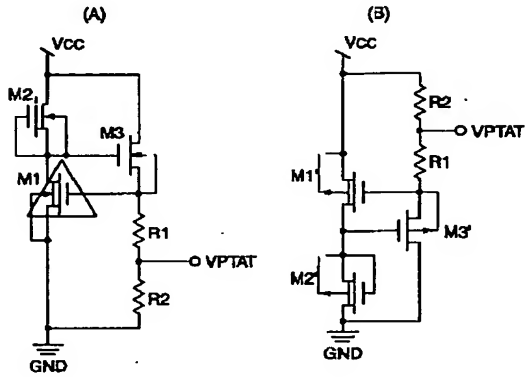 (A)
VCC
M2
M3
M1
R1
VPTAT
R2
GND
(B)
VCC
R2
VPTAT
R1
M1'
M3'
M2'
GND